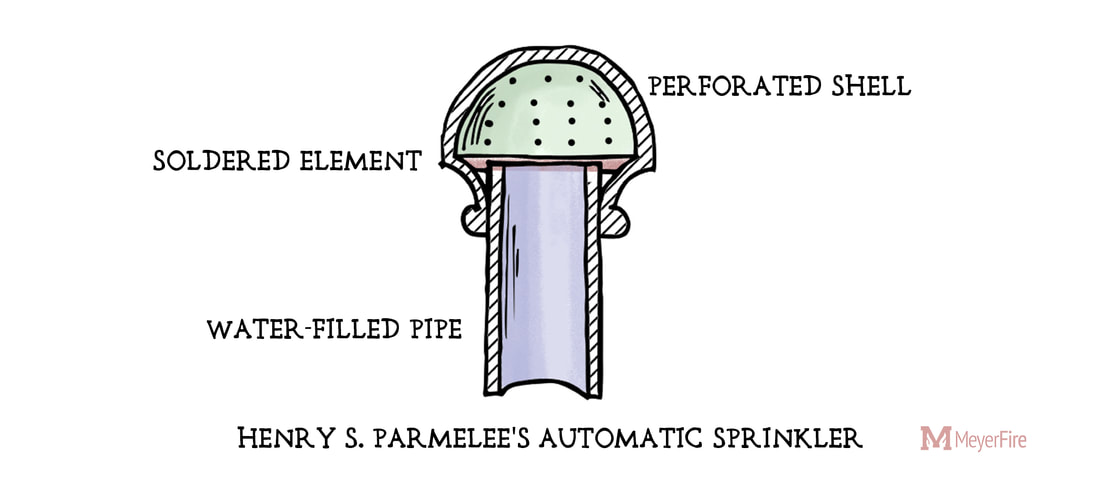 PERFORATED SHELL
SOLDERED ELEMENT
WATER-FILLED PIPE
HENRY S. PARMELEE'S AUTOMATIC SPRINKLER
MeyerFire